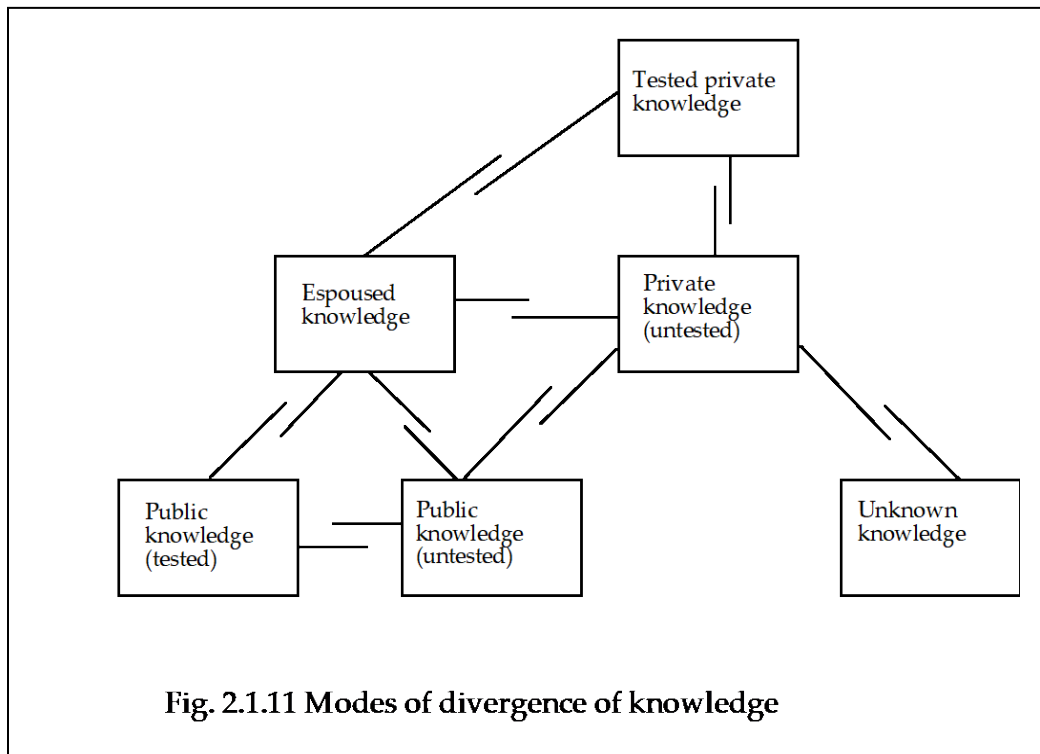 Tested private
knowledge
Espoused
knowledge
Private
knowledge
(untested)
Public
knowledge
(tested)
Public
knowledge
(untested)
Unknown
knowledge
Fig. 2.1.11 Modes of divergence of knowledge